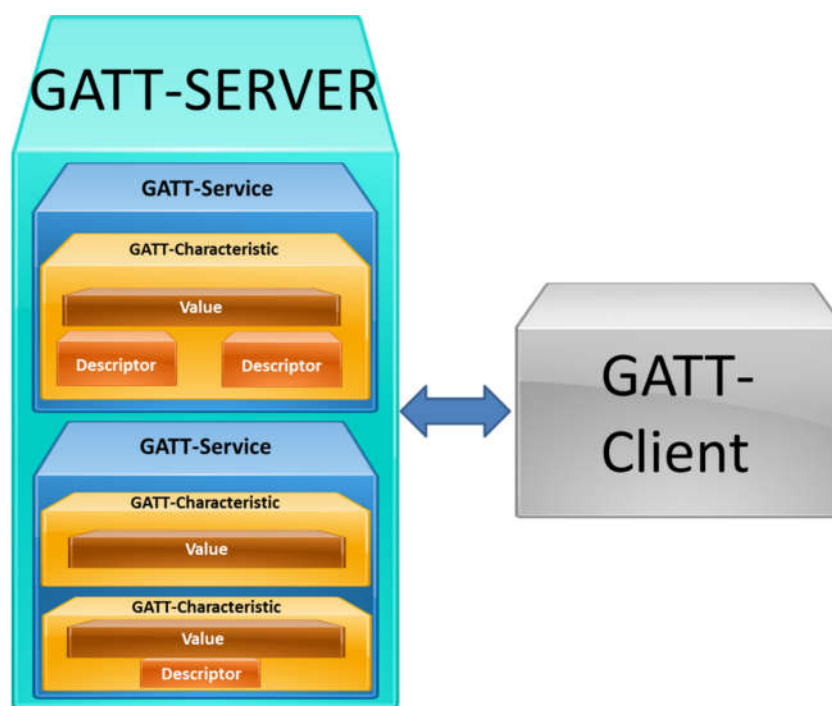 GATT-SERVER
GATT-Service
GATT-Characteristic
Value
Descriptor Descriptor
GATT-Service
GATT-Characteristic
Value
GATT-Characteristic
Value
Descriptor
GATT-
Client